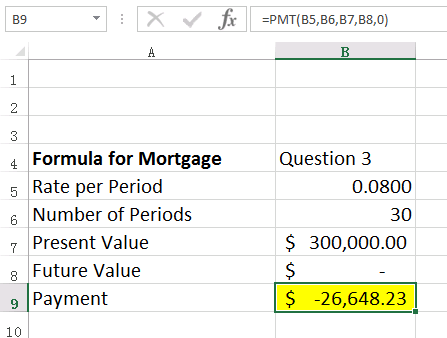 B9 fx =PMT(B5,B6,B7,B8,0)
A B
1
2
3
4 Formula for Mortgage Question 3
5 Rate per Period 0.0800
6 Number of Periods 30
7 Present Value $ 300,000.00
8 Future Value $ -
9 Payment $ -26,648.23
10